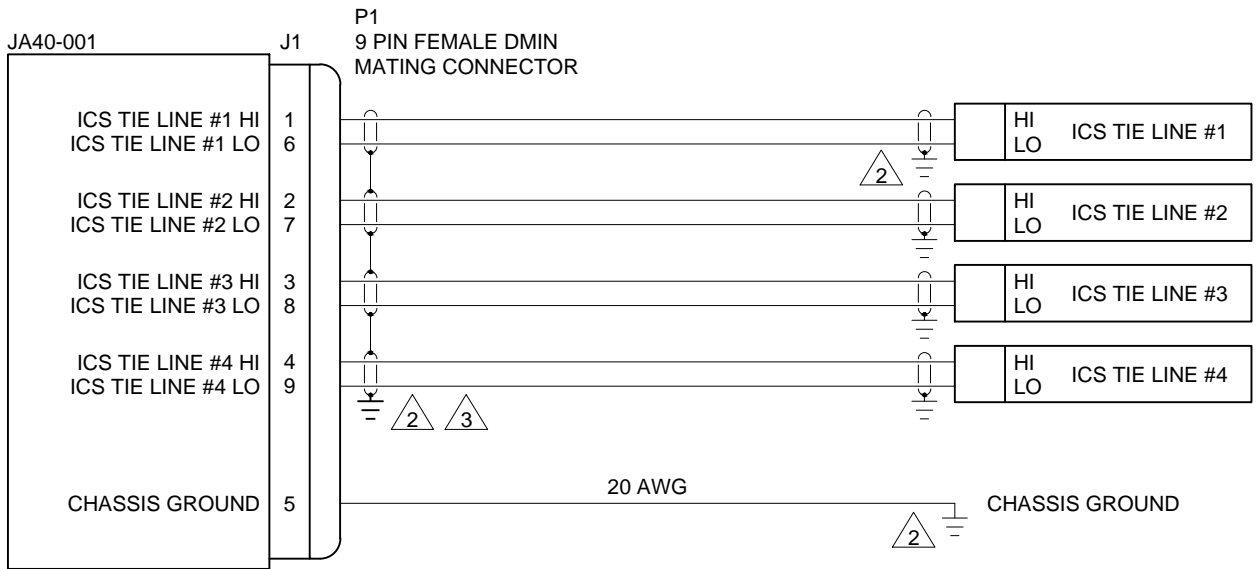 P1
JA40-001 J1 9 PIN FEMALE DMIN
MATING CONNECTOR
ICS TIE LINE #1 HI 1 HI ICS TIE LINE #1
ICS TIE LINE #1 LO 6 LO
2
ICS TIE LINE #2 HI 2 HI ICS TIE LINE #2
ICS TIE LINE #2 LO 7 LO
ICS TIE LINE #3 HI 3 HI ICS TIE LINE #3
ICS TIE LINE #3 LO 8 LO
ICS TIE LINE #4 HI 4 HI ICS TIE LINE #4
ICS TIE LINE #4 LO 9 LO
2 3
20 AWG
CHASSIS GROUND 5 CHASSIS GROUND
2